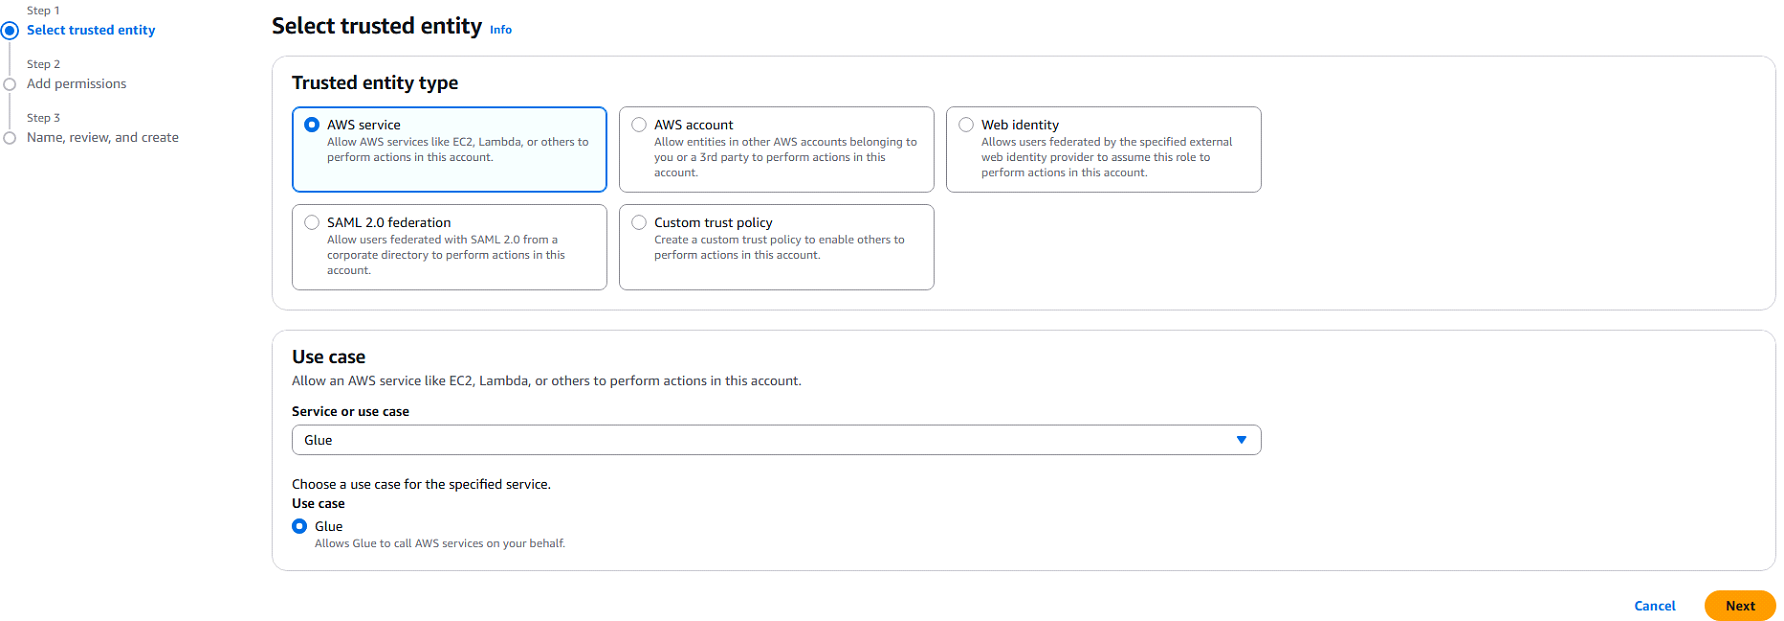 Step 1
Select trusted entity
Step 2
Add permissions
Step 3
Name, review, and create
Select trusted entity Info
Trusted entity type
AWS service
Allow AWS services like EC2, Lambda, or others to
perform actions in this account.
AWS account
Allow entities in other AWS accounts belonging to
you or a 3rd party to perform actions in this
account.
Web identity
Allows users federated by the specified external
web identity provider to assume this role to
perform actions in this account.
SAML 2.0 federation
Allow users federated with SAML 2.0 from a
corporate directory to perform actions in this
account.
Custom trust policy
Create a custom trust policy to enable others to
perform actions in this account.
Use case
Allow an AWS service like EC2, Lambda, or others to perform actions in this account.
Service or use case
Glue
Choose a use case for the specified service.
Use case
Glue
Allows Glue to call AWS services on your behalf.
Cancel Next